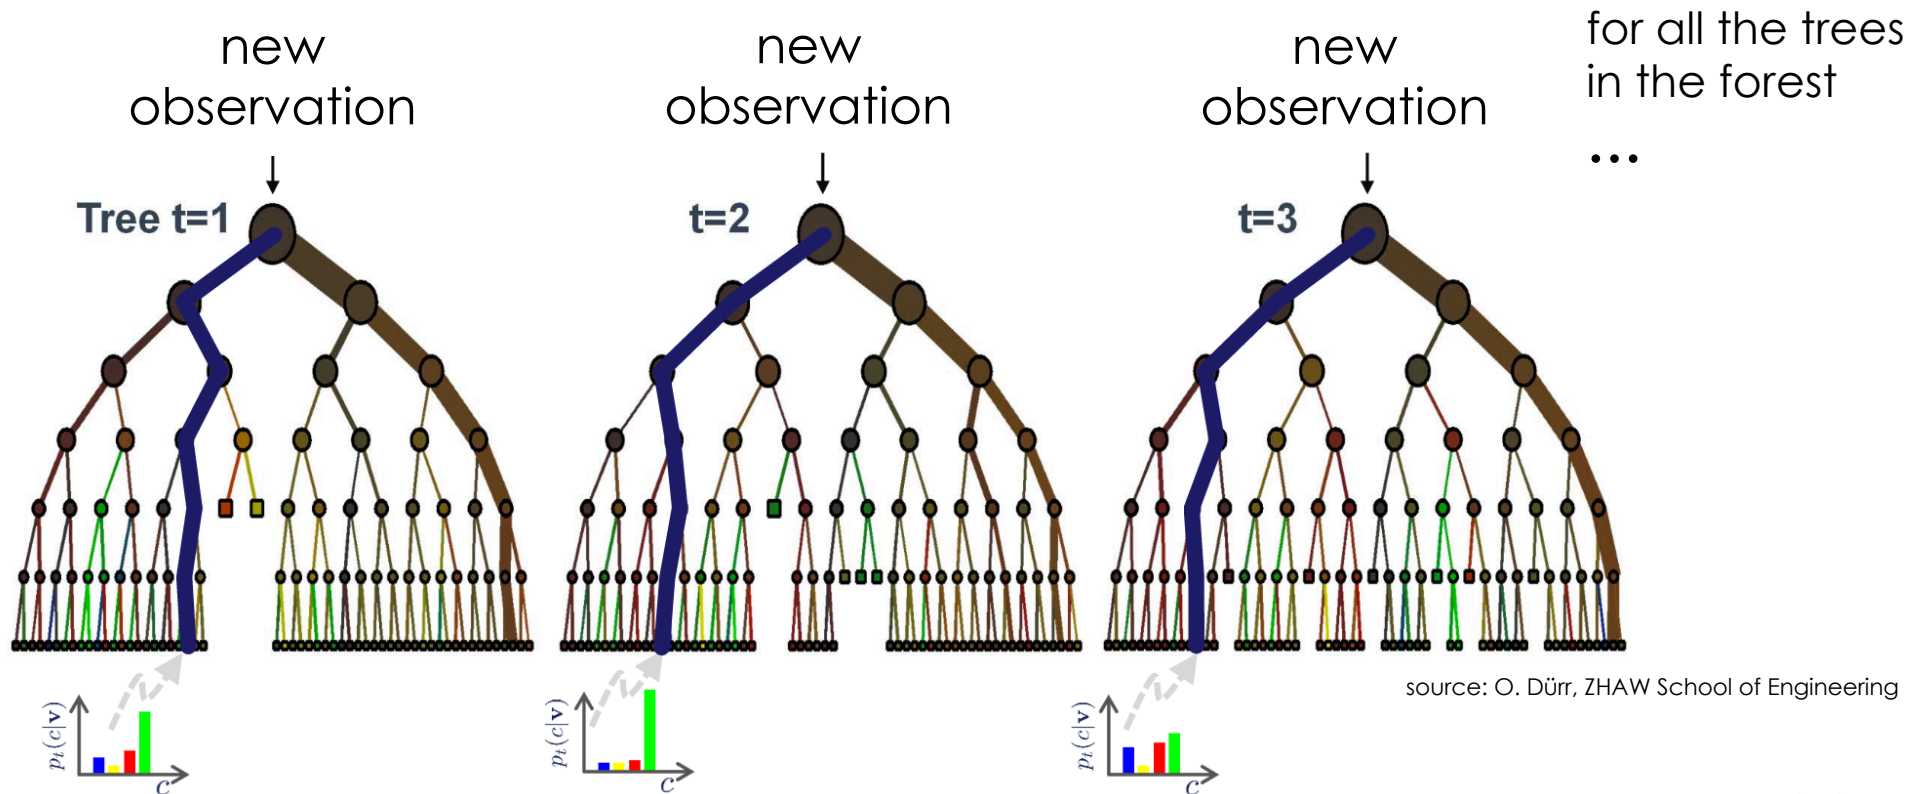 new
observation
new
observation
new
observation
for all the trees
in the forest
...
Tree t=1
t=2
t=3
source: O. Dürr, ZHAW School of Engineering
p_t(c|v)
c
p_t(c|v)
c
p_t(c|v)
c